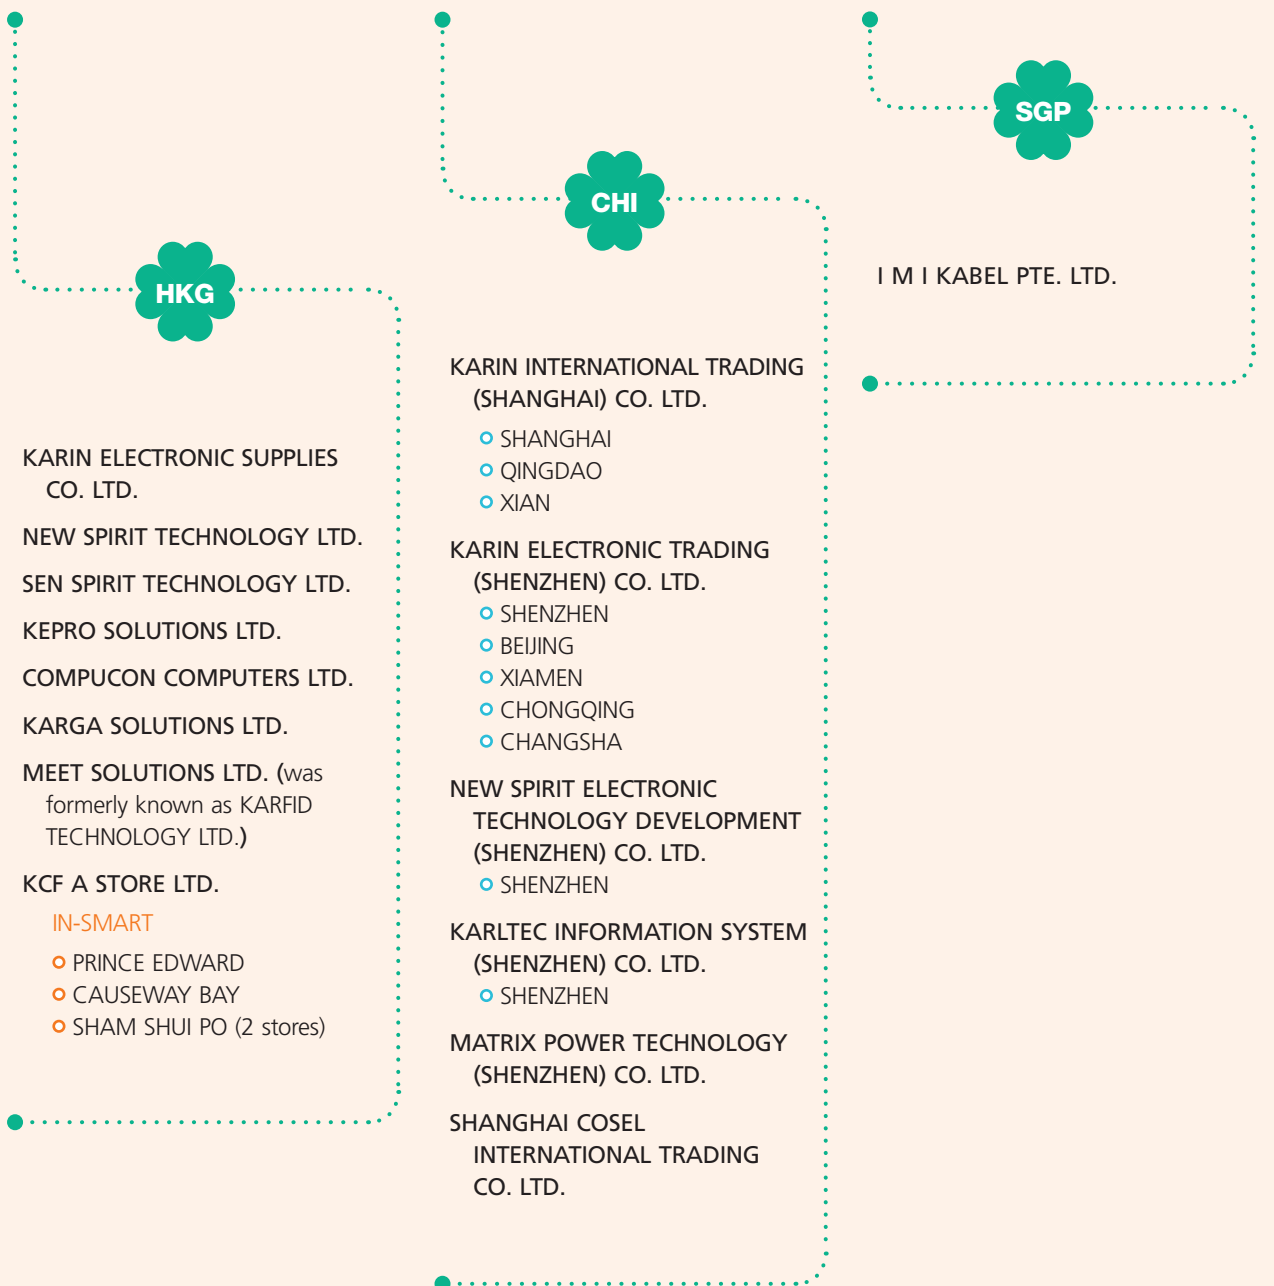 HKG
KARIN ELECTRONIC SUPPLIES
CO. LTD.
NEW SPIRIT TECHNOLOGY LTD.
SEN SPIRIT TECHNOLOGY LTD.
KEPRO SOLUTIONS LTD.
COMPUCON COMPUTERS LTD.
KARGA SOLUTIONS LTD.
MEET SOLUTIONS LTD. (was
formerly known as KARFID
TECHNOLOGY LTD.)
KCF A STORE LTD.
IN-SMART
PRINCE EDWARD
CAUSEWAY BAY
SHAM SHUI PO (2 stores)
CHI
KARIN INTERNATIONAL TRADING
(SHANGHAI) CO. LTD.
SHANGHAI
QINGDAO
XIAN
KARIN ELECTRONIC TRADING
(SHENZHEN) CO. LTD.
SHENZHEN
BEIJING
XIAMEN
CHONGQING
CHANGSHA
NEW SPIRIT ELECTRONIC
TECHNOLOGY DEVELOPMENT
(SHENZHEN) CO. LTD.
SHENZHEN
KARLTEC INFORMATION SYSTEM
(SHENZHEN) CO. LTD.
SHENZHEN
MATRIX POWER TECHNOLOGY
(SHENZHEN) CO. LTD.
SHANGHAI COSEL
INTERNATIONAL TRADING
CO. LTD.
SGP
I M I KABEL PTE. LTD.